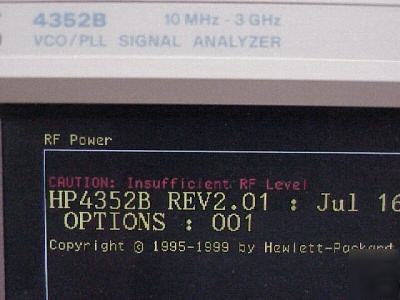 4352B 10 MHz - 3 GHz
VCO/PLL SIGNAL ANALYZER
RF Power
CAUTION: Insufficient RF Level
HP4352B REV2.01 : Jul 16
OPTIONS : 001
Copyright © 1995-1999 by Hewlett-Packard